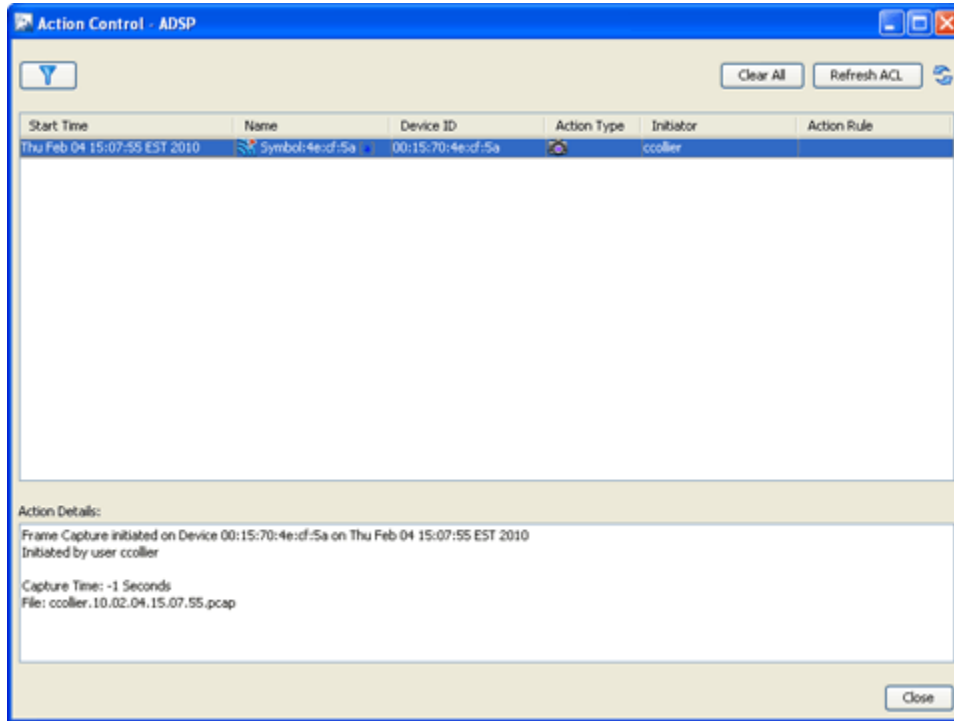 Action Control - ADSP
Clear All Refresh ACL
Start Time Name Device ID Action Type Initiator Action Rule
Thu Feb 04 15:07:55 EST 2010 Symbol:4e:cf:5a 00:15:70:4e:cf:5a ccollier
Action Details:
Frame Capture initiated on Device 00:15:70:4e:cf:5a on Thu Feb 04 15:07:55 EST 2010
Initiated by user ccollier
Capture Time: -1 Seconds
File: ccollier.10.02.04.15.07.55.pcap
Close